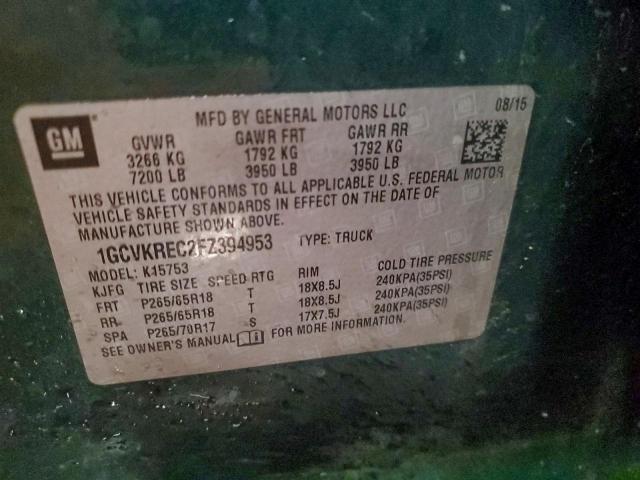 GM
MFD BY GENERAL MOTORS LLC 08/15
GVWR GAWR FRT GAWR RR
3266 KG 1792 KG 1792 KG
7200 LB 3950 LB 3950 LB
THIS VEHICLE CONFORMS TO ALL APPLICABLE U.S. FEDERAL MOTOR
VEHICLE SAFETY STANDARDS IN EFFECT ON THE DATE OF
MANUFACTURE SHOWN ABOVE.
1GCVKREC2FZ394953 TYPE: TRUCK
MODEL: K15753
KJFG TIRE SIZE SPEED RTG RIM COLD TIRE PRESSURE
FRT P265/65R18 T 18X8.5J 240KPA(35PSI)
RR P265/65R18 T 18X8.5J 240KPA(35PSI)
SPA P265/70R17 S 17X7.5J 240KPA(35PSI)
SEE OWNER'S MANUAL FOR MORE INFORMATION.